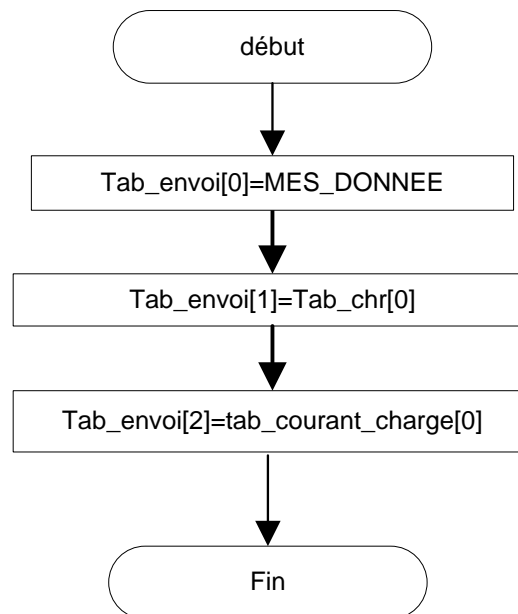 début
Tab_envoi[0]=MES_DONNEE
Tab_envoi[1]=Tab_chr[0]
Tab_envoi[2]=tab_courant_charge[0]
Fin